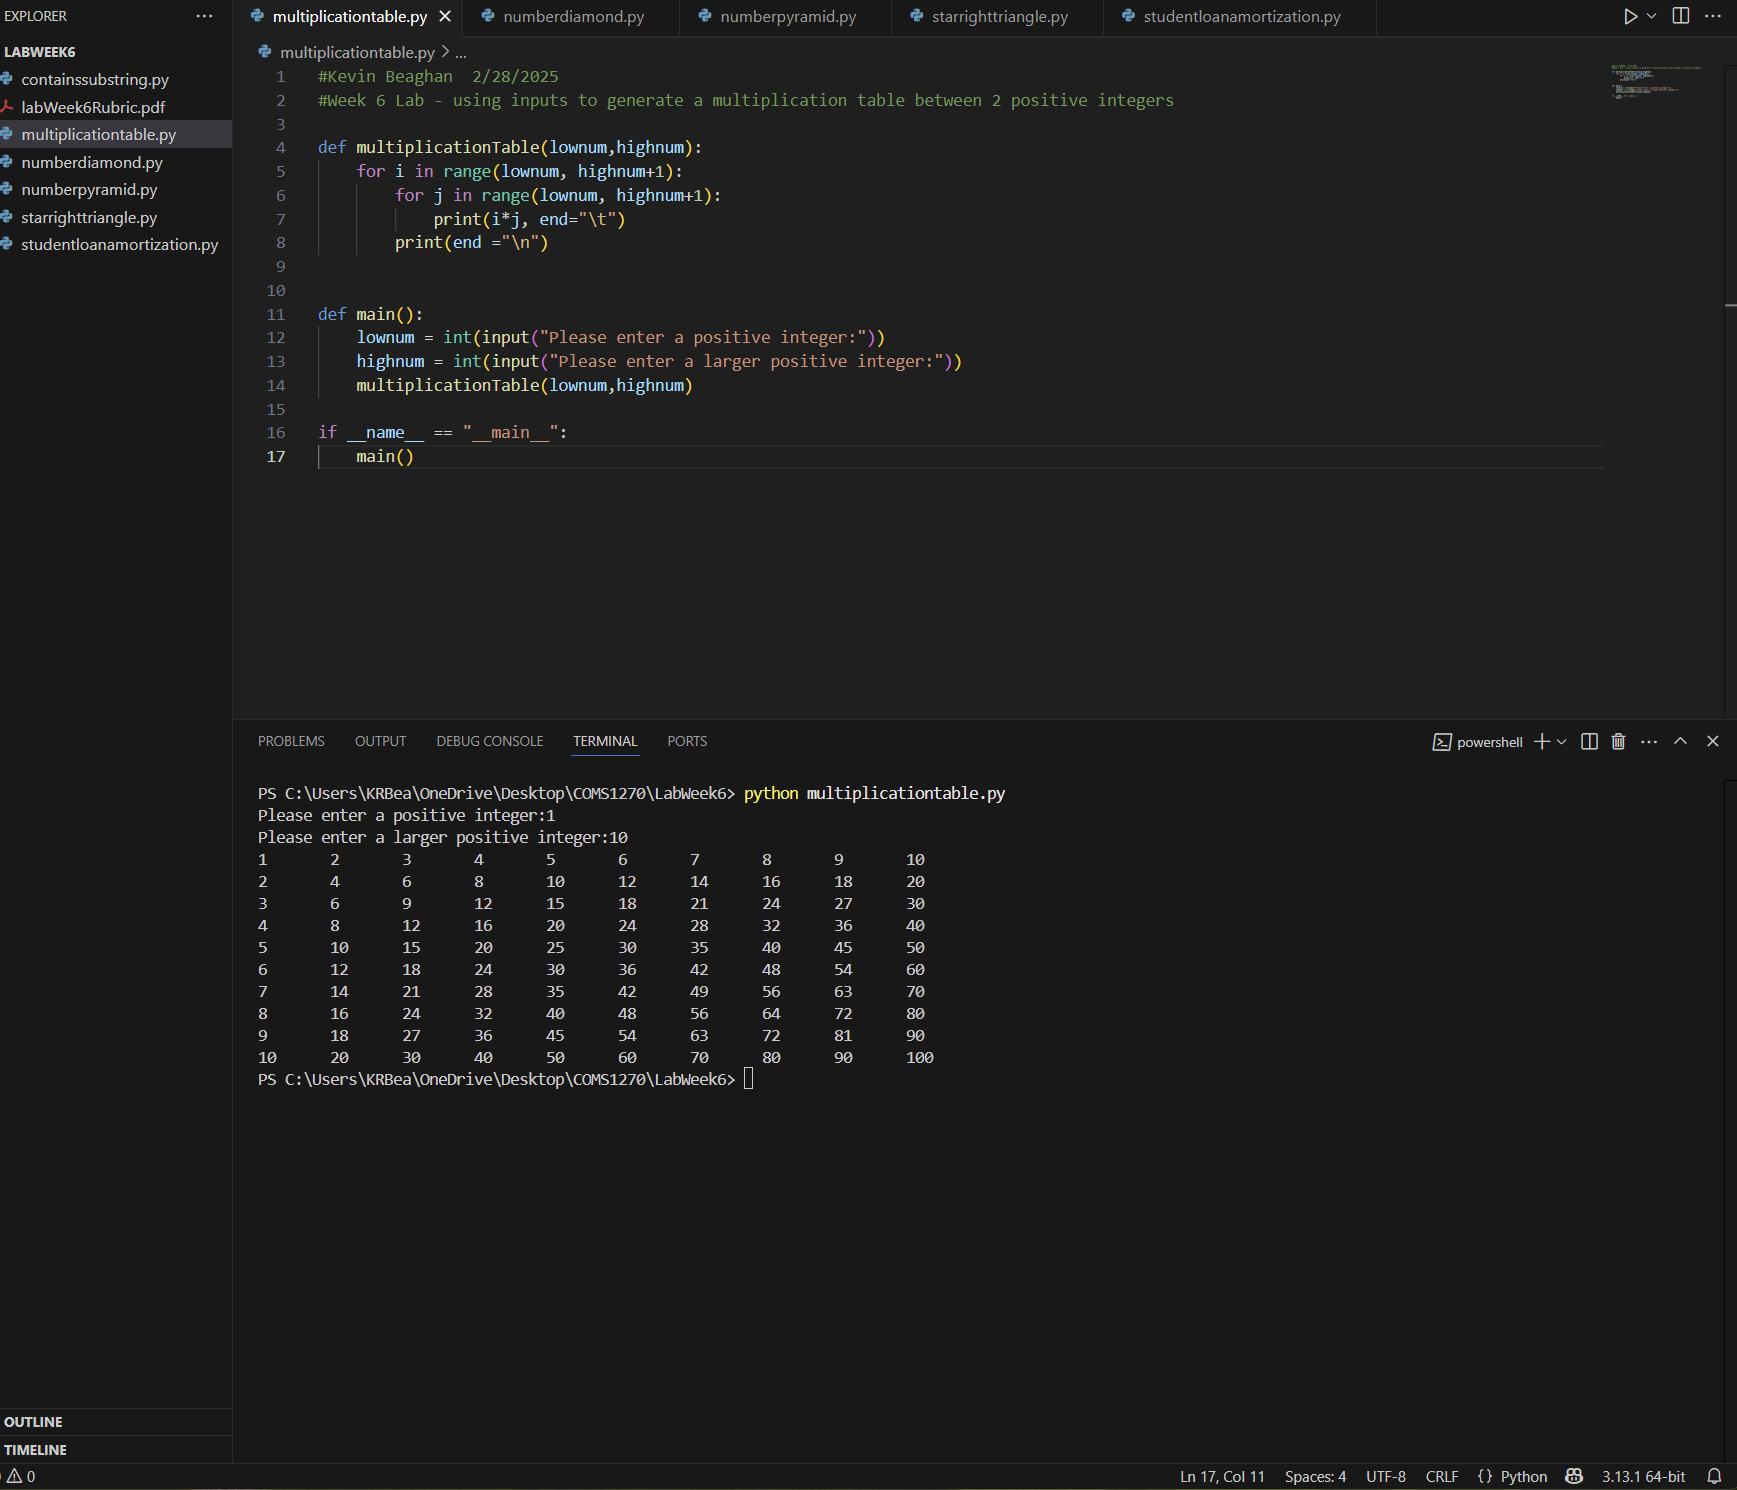 EXPLORER
LABWEEK6
containssubstring.py
labWeek6Rubric.pdf
multiplicationtable.py
numberdiamond.py
numberpyramid.py
starrighttriangle.py
studentloanamortization.py
OUTLINE
TIMELINE
multiplicationtable.py numberdiamond.py numberpyramid.py starrighttriangle.py studentloanamortization.py
multiplicationtable.py > ...
1 #Kevin Beaghan  2/28/2025
2 #Week 6 Lab - using inputs to generate a multiplication table between 2 positive integers
3
4 def multiplicationTable(lownum,highnum):
5     for i in range(lownum, highnum+1):
6         for j in range(lownum, highnum+1):
7             print(i*j, end="\t")
8         print(end ="\n")
9
10
11 def main():
12     lownum = int(input("Please enter a positive integer:"))
13     highnum = int(input("Please enter a larger positive integer:"))
14     multiplicationTable(lownum,highnum)
15
16 if __name__ == "__main__":
17     main()
PROBLEMS OUTPUT DEBUG CONSOLE TERMINAL PORTS powershell
PS C:\Users\KRBea\OneDrive\Desktop\COMS1270\LabWeek6> python multiplicationtable.py
Please enter a positive integer:1
Please enter a larger positive integer:10
1 2 3 4 5 6 7 8 9 10
2 4 6 8 10 12 14 16 18 20
3 6 9 12 15 18 21 24 27 30
4 8 12 16 20 24 28 32 36 40
5 10 15 20 25 30 35 40 45 50
6 12 18 24 30 36 42 48 54 60
7 14 21 28 35 42 49 56 63 70
8 16 24 32 40 48 56 64 72 80
9 18 27 36 45 54 63 72 81 90
10 20 30 40 50 60 70 80 90 100
PS C:\Users\KRBea\OneDrive\Desktop\COMS1270\LabWeek6>
0 Ln 17, Col 11 Spaces: 4 UTF-8 CRLF {} Python 3.13.1 64-bit